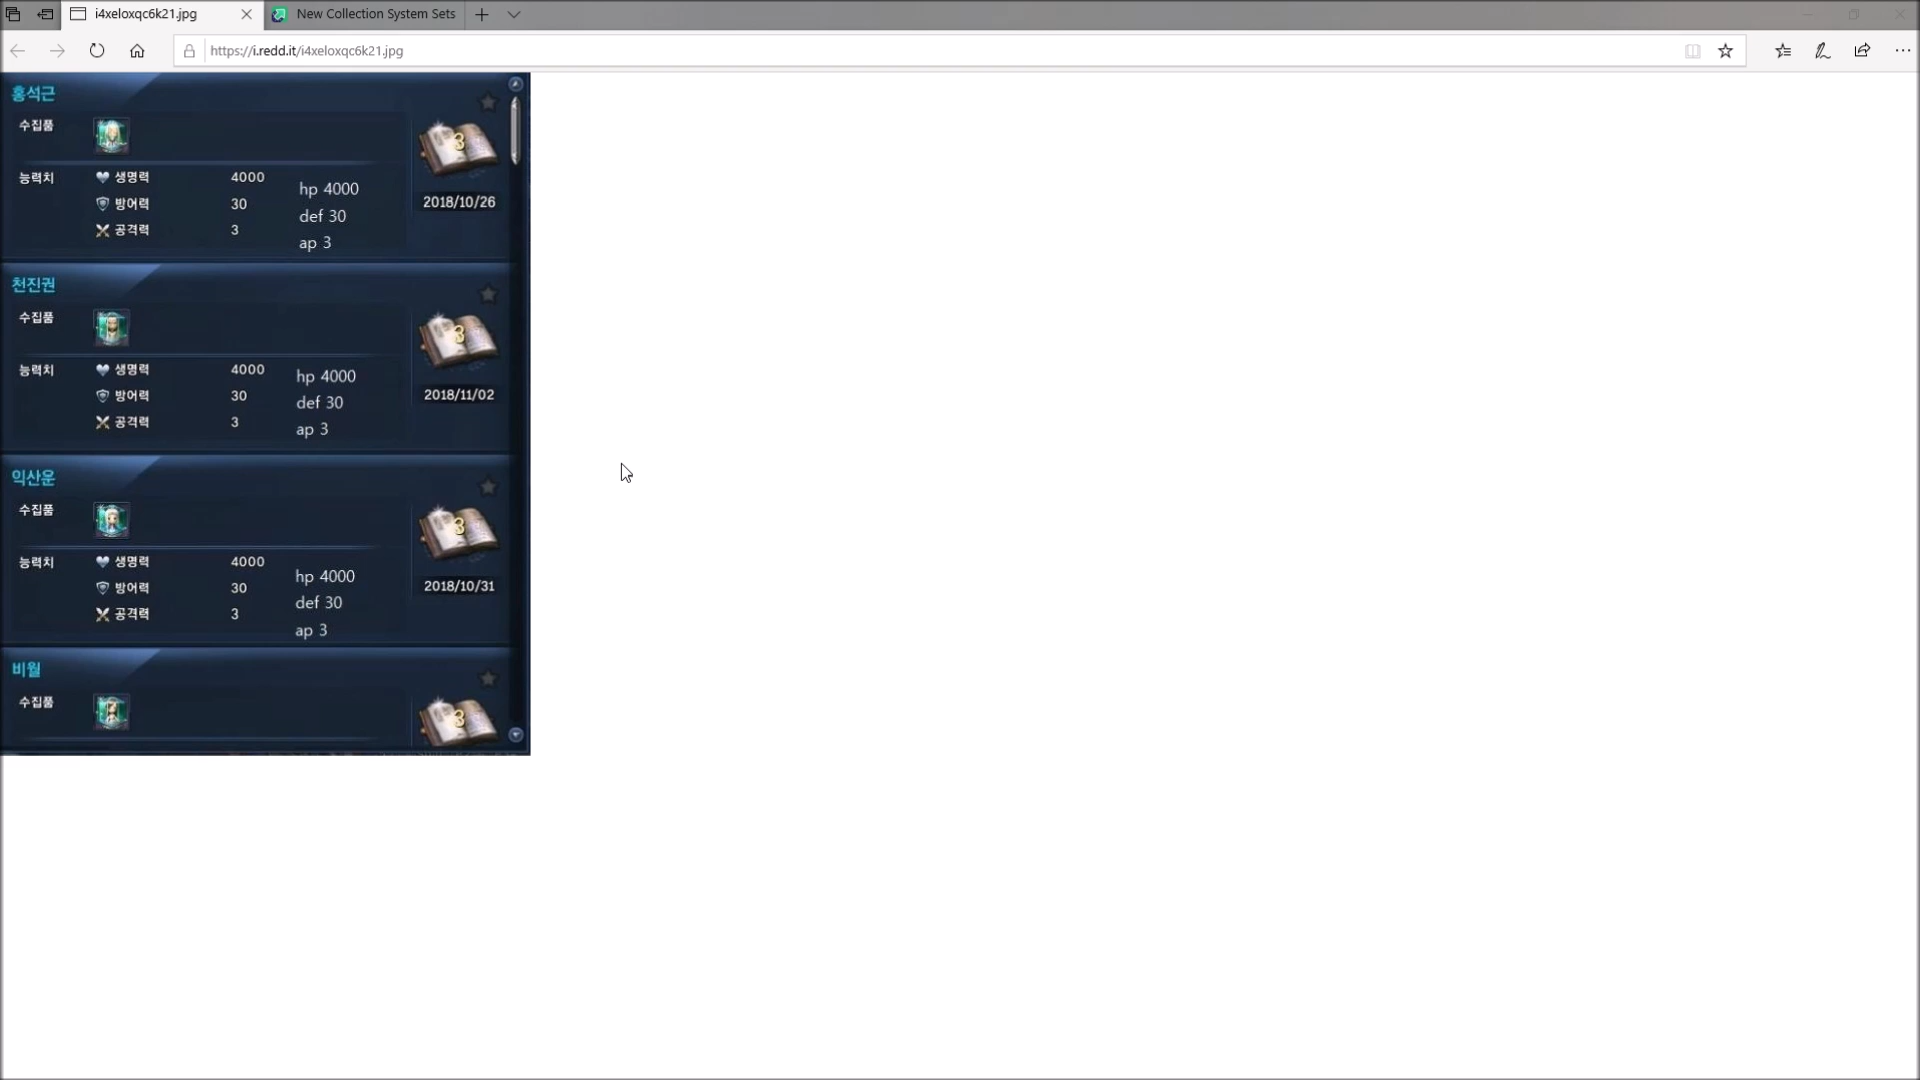 i4xeloxqc6k21.jpg
New Collection System Sets
https://i.redd.it/i4xeloxqc6k21.jpg
홍석근
수집품
3
능력치 생명력 4000 hp 4000
방어력 30 def 30
공격력 3 ap 3
2018/10/26
천진권
수집품
3
능력치 생명력 4000 hp 4000
방어력 30 def 30
공격력 3 ap 3
2018/11/02
익산운
수집품
3
능력치 생명력 4000 hp 4000
방어력 30 def 30
공격력 3 ap 3
2018/10/31
비월
수집품
3